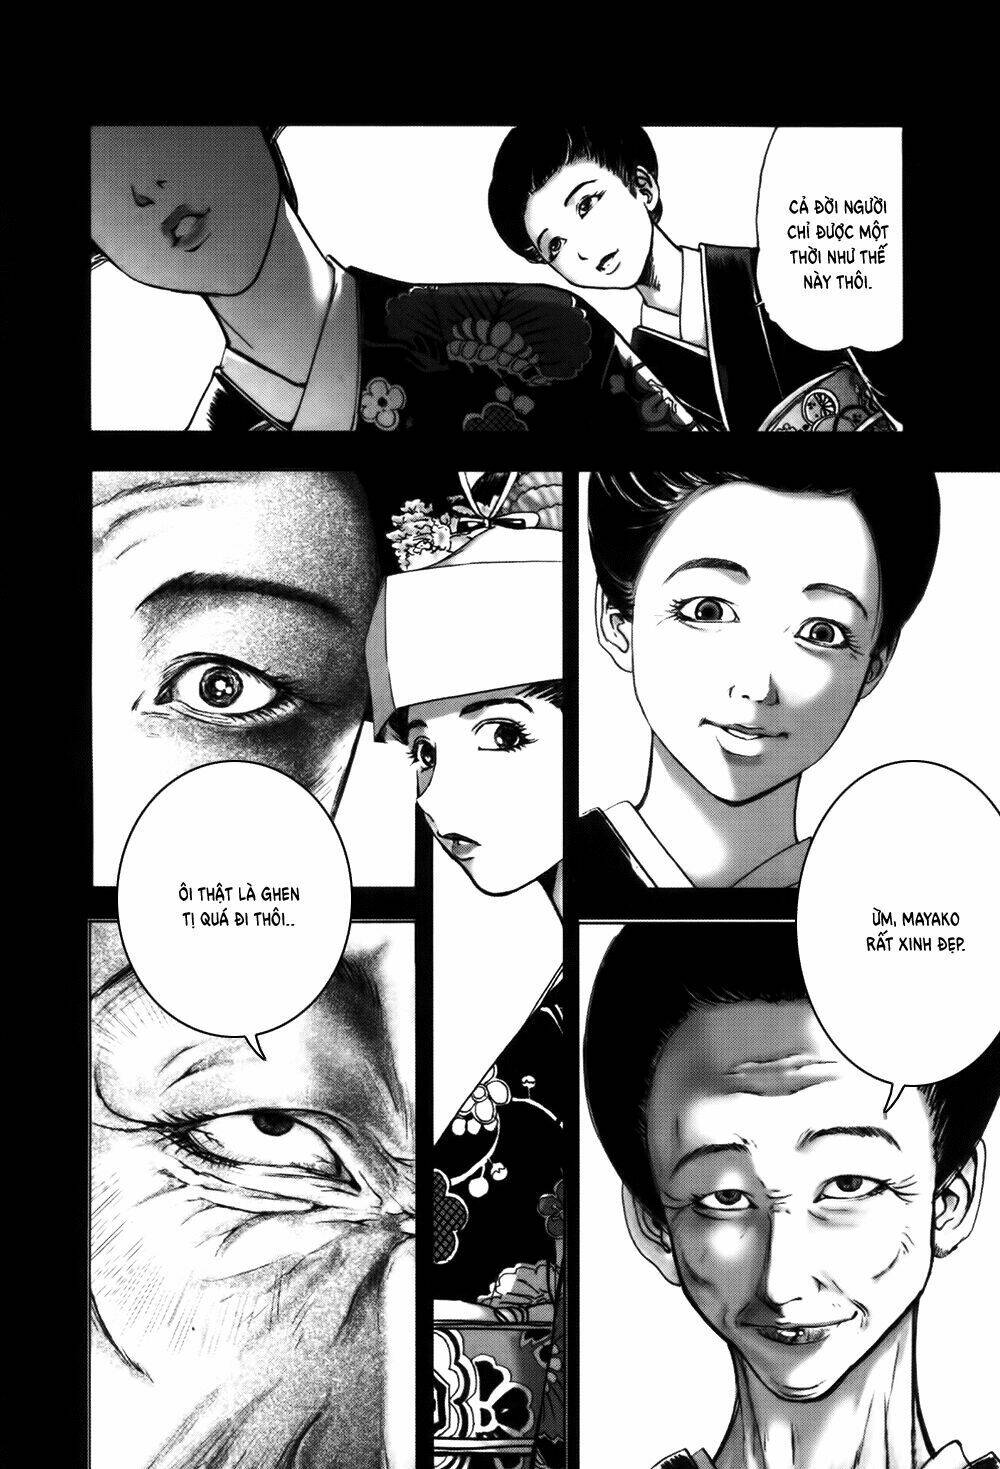 CẢ ĐỜI NGƯỜI
CHỈ ĐƯỢC MỘT
THỜI NHƯ THẾ
NÀY THÔI.
ỪM, MAYAKO
RẤT XINH ĐẸP.
ÔI THẬT LÀ GHEN
TỊ QUÁ ĐI THÔI..